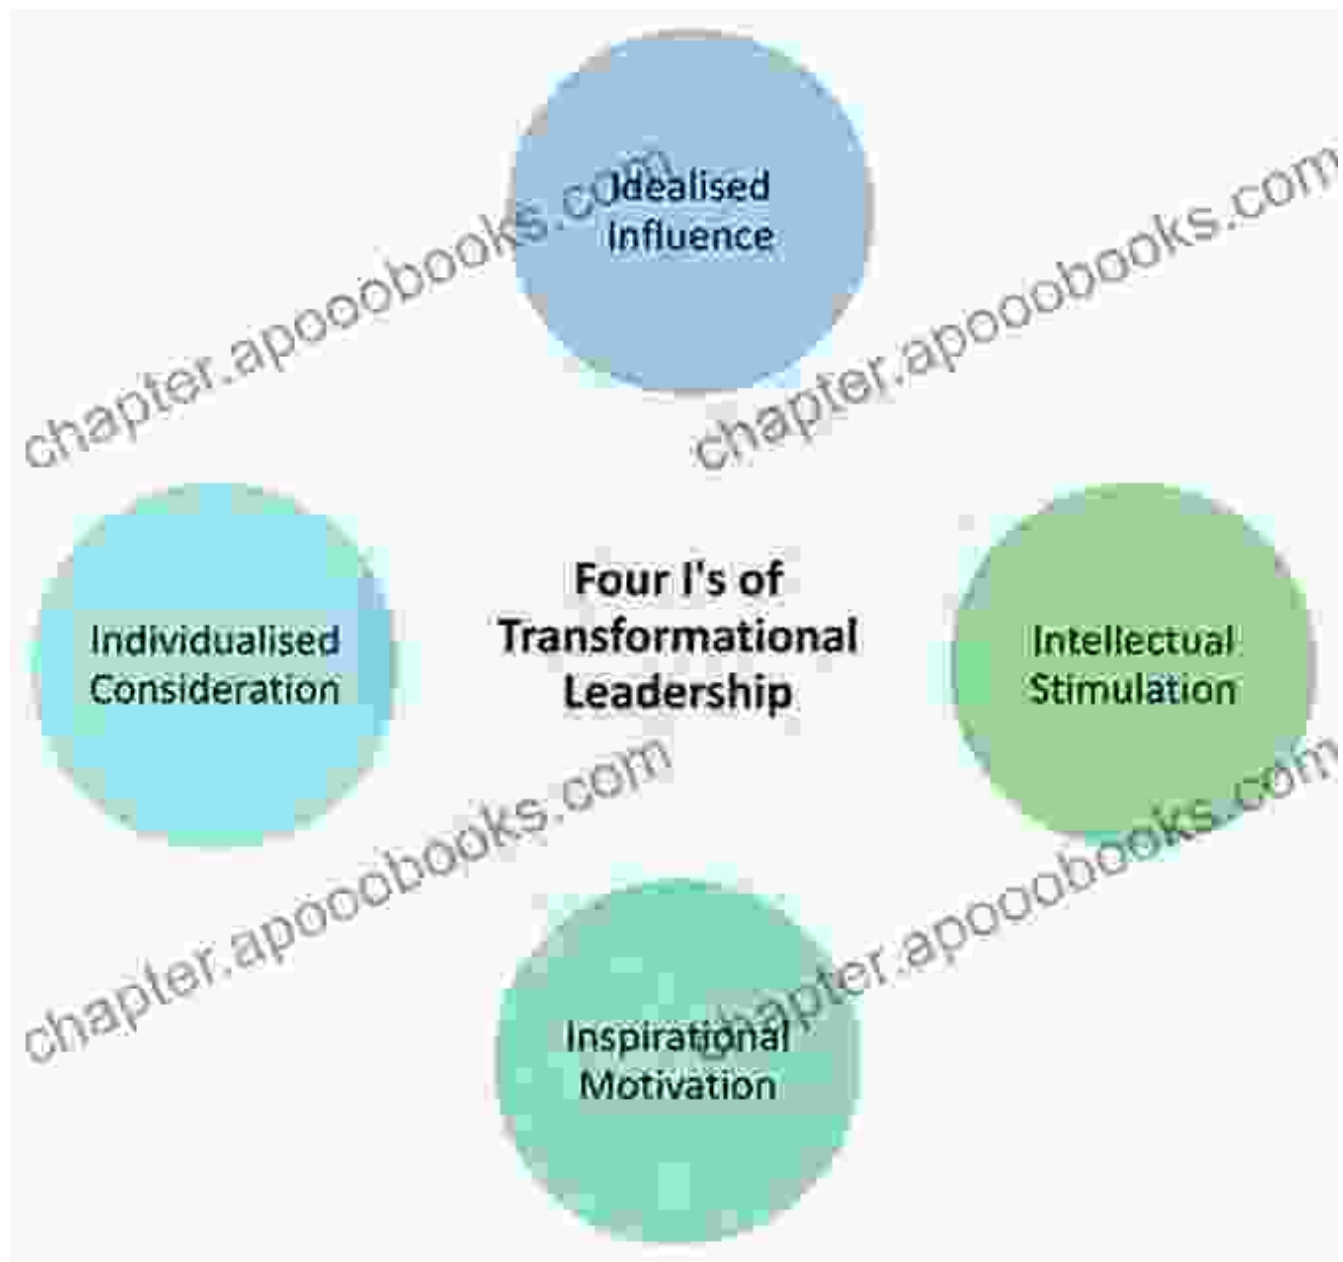 Idealised
Influence
chapter.apooobooks.com
chapter.apooobooks.com
Individualised
Consideration
Four I's of
Transformational
Leadership
Intellectual
Stimulation
chapter.apooobooks.com
chapter.apooobooks.com
Inspirational
Motivation